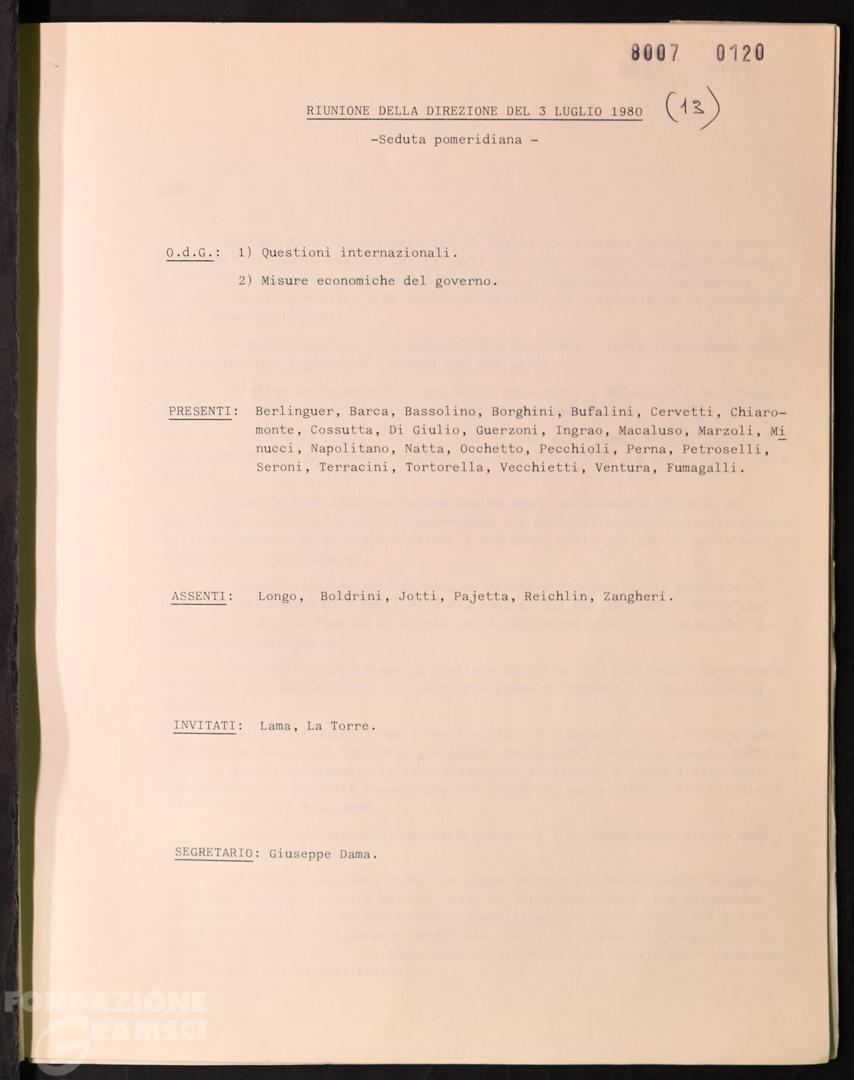 8007 0120
RIUNIONE DELLA DIREZIONE DEL 3 LUGLIO 1980 (13)
-Seduta pomeridiana -
O.d.G.: 1) Questioni internazionali.
2) Misure economiche del governo.
PRESENTI: Berlinguer, Barca, Bassolino, Borghini, Bufalini, Cervetti, Chiaro-
monte, Cossutta, Di Giulio, Guerzoni, Ingrao, Macaluso, Marzoli, Mi
nucci, Napolitano, Natta, Occhetto, Pecchioli, Perna, Petroselli,
Seroni, Terracini, Tortorella, Vecchietti, Ventura, Fumagalli.
ASSENTI: Longo, Boldrini, Jotti, Pajetta, Reichlin, Zangheri.
INVITATI: Lama, La Torre.
SEGRETARIO: Giuseppe Dama.
FONDAZIONE
GRAMSCI